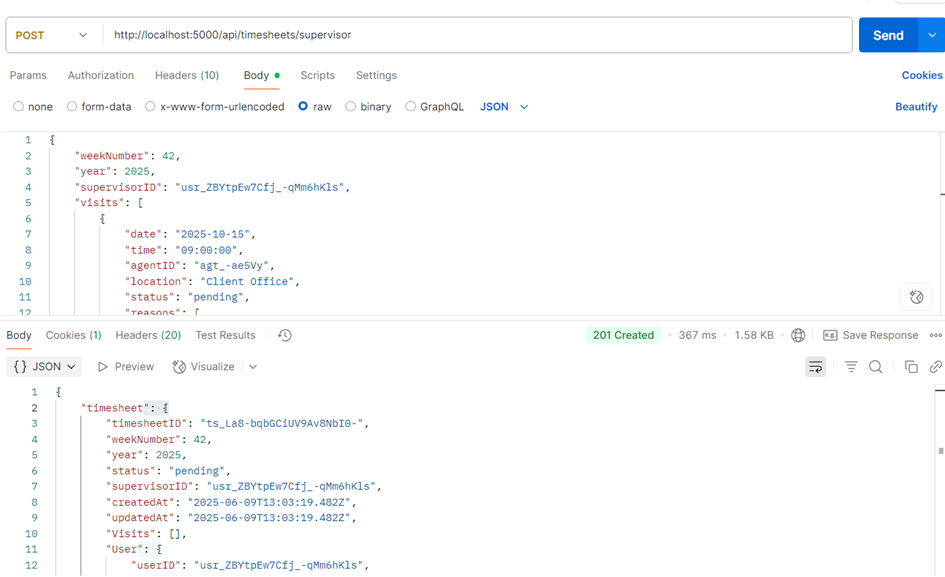 POST http://localhost:5000/api/timesheets/supervisor Send
Params Authorization Headers (10) Body Scripts Settings Cookies
none form-data x-www-form-urlencoded raw binary GraphQL JSON Beautify
1 {
2 "weekNumber": 42,
3 "year": 2025,
4 "supervisorID": "usr_ZBYtpEw7Cfj_-qMm6hKls",
5 "visits": [
6 {
7 "date": "2025-10-15",
8 "time": "09:00:00",
9 "agentID": "agt_-ae5Vy",
10 "location": "Client Office",
11 "status": "pending",
12 "reasons": [
Body Cookies (1) Headers (20) Test Results 201 Created 367 ms 1.58 KB e.g. Save Response
{} JSON Preview Visualize
1 {
2 "timesheet": {
3 "timesheetID": "ts_La8-bqbGCiUV9Av8NbI0-",
4 "weekNumber": 42,
5 "year": 2025,
6 "status": "pending",
7 "supervisorID": "usr_ZBYtpEw7Cfj_-qMm6hKls",
8 "createdAt": "2025-06-09T13:03:19.482Z",
9 "updatedAt": "2025-06-09T13:03:19.482Z",
10 "Visits": [],
11 "User": {
12 "userID": "usr_ZBYtpEw7Cfj_-qMm6hKls",